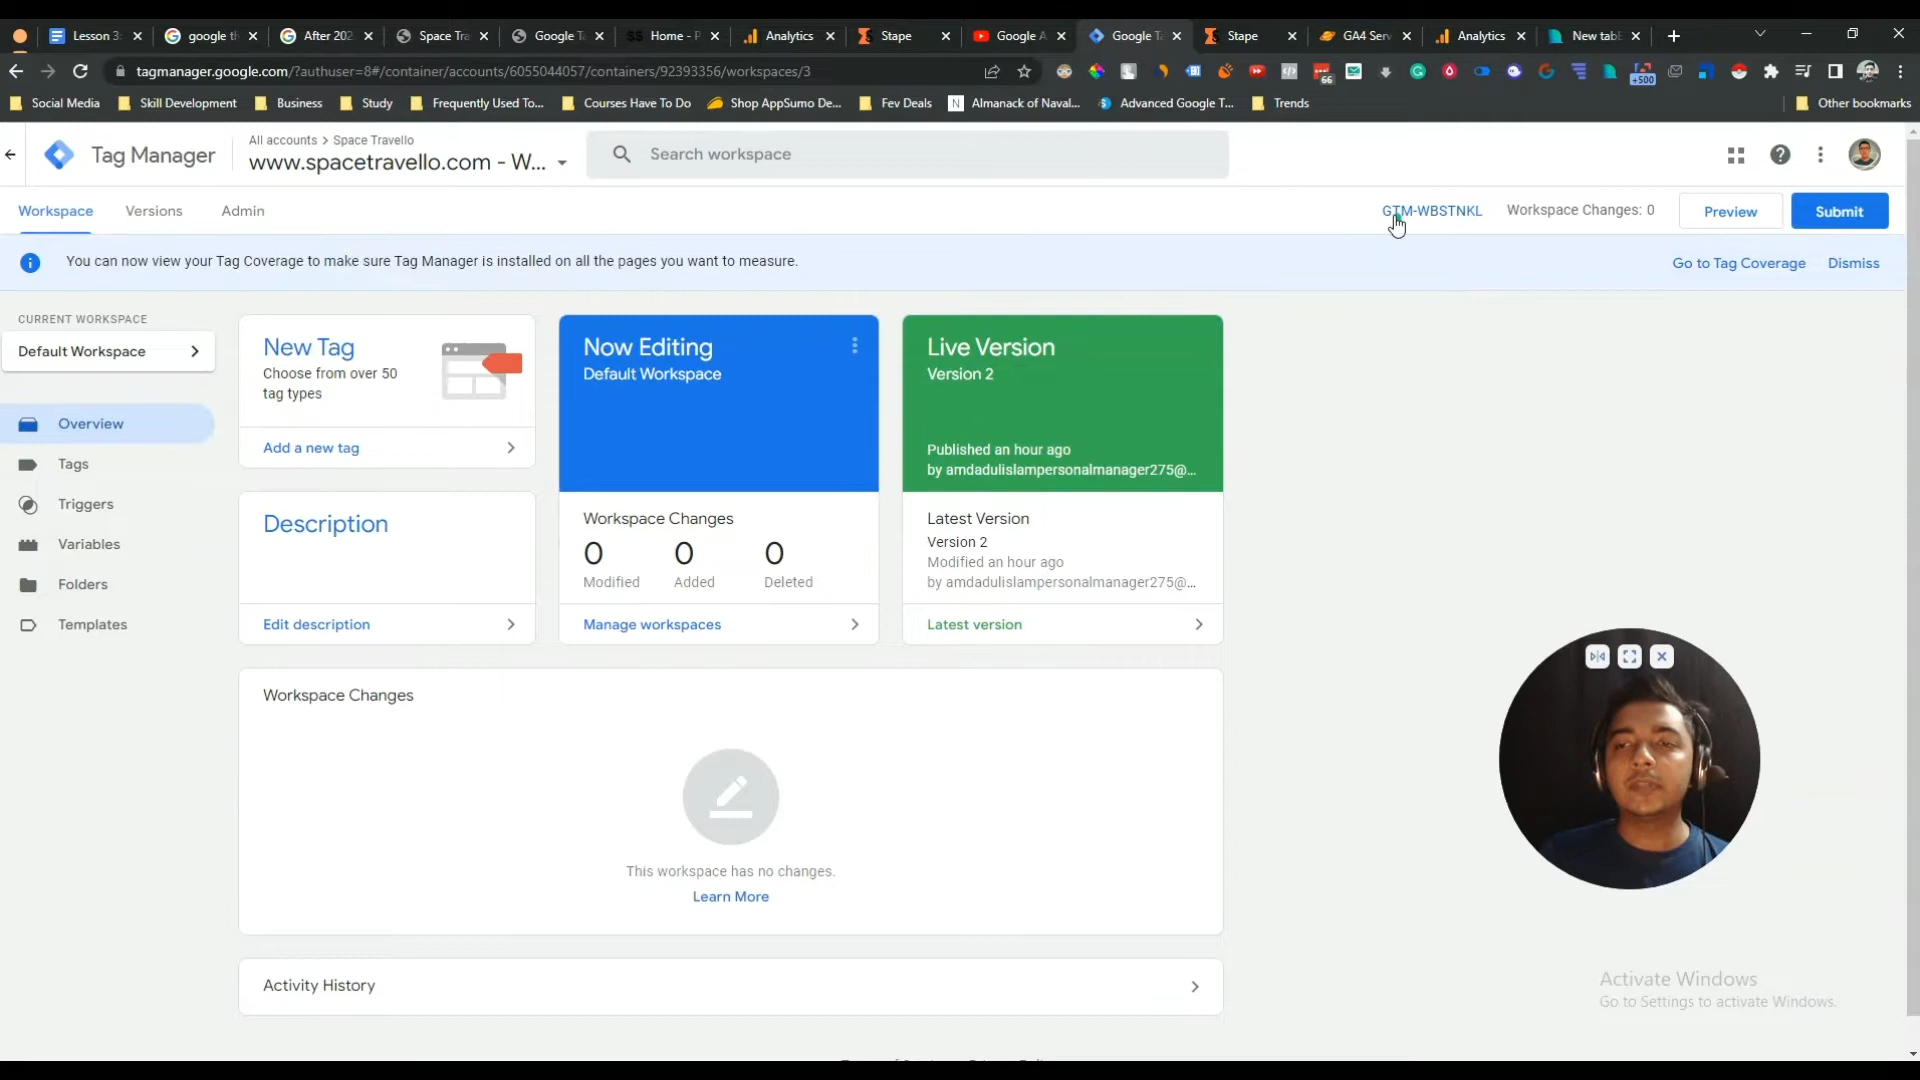 Lesson 3:
google th
After 202
Space Tra
Google Ta
Home - P
Analytics
Stape
Google A
Google Ta
Stape
GA4 Serv
Analytics
New tab
tagmanager.google.com/?authuser=8#/container/accounts/6055044057/containers/92393356/workspaces/3
66
+500
Social Media
Skill Development
Business
Study
Frequently Used To...
Courses Have To Do
Shop AppSumo De...
Fev Deals
Almanack of Naval...
Advanced Google T...
Trends
Other bookmarks
Tag Manager
All accounts > Space Travello
www.spacetravello.com - W...
Search workspace
Workspace
Versions
Admin
GTM-WBSTNKL
Workspace Changes: 0
Preview
Submit
You can now view your Tag Coverage to make sure Tag Manager is installed on all the pages you want to measure.
Go to Tag Coverage
Dismiss
CURRENT WORKSPACE
Default Workspace
Overview
Tags
Triggers
Variables
Folders
Templates
New Tag
Choose from over 50
tag types
Add a new tag
Description
Edit description
Now Editing
Default Workspace
Workspace Changes
0 0 0
Modified Added Deleted
Manage workspaces
Live Version
Version 2
Published an hour ago
by amdadulislampersonalmanager275@...
Latest Version
Version 2
Modified an hour ago
by amdadulislampersonalmanager275@...
Latest version
Workspace Changes
This workspace has no changes.
Learn More
Activity History
Activate Windows
Go to Settings to activate Windows.